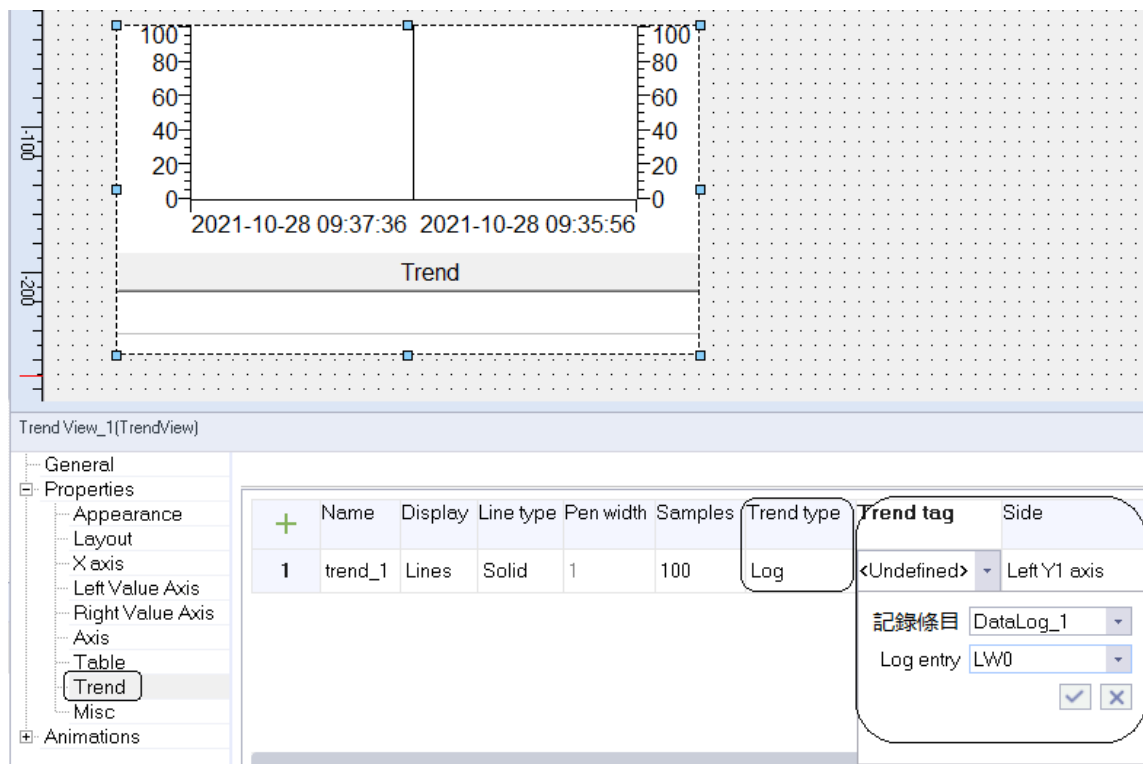 100 100
80 80
60 60
40 40
20 20
0 0
2021-10-28 09:37:36 2021-10-28 09:35:56
Trend
-100
-200
Trend View_1(TrendView)
General
Properties
Appearance
Layout
X axis
Left Value Axis
Right Value Axis
Axis
Table
Trend
Misc
Animations
Name Display Line type Pen width Samples Trend type Trend tag Side
1 trend_1 Lines Solid 1 100 Log <Undefined> Left Y1 axis
記錄條目 DataLog_1
Log entry LW0